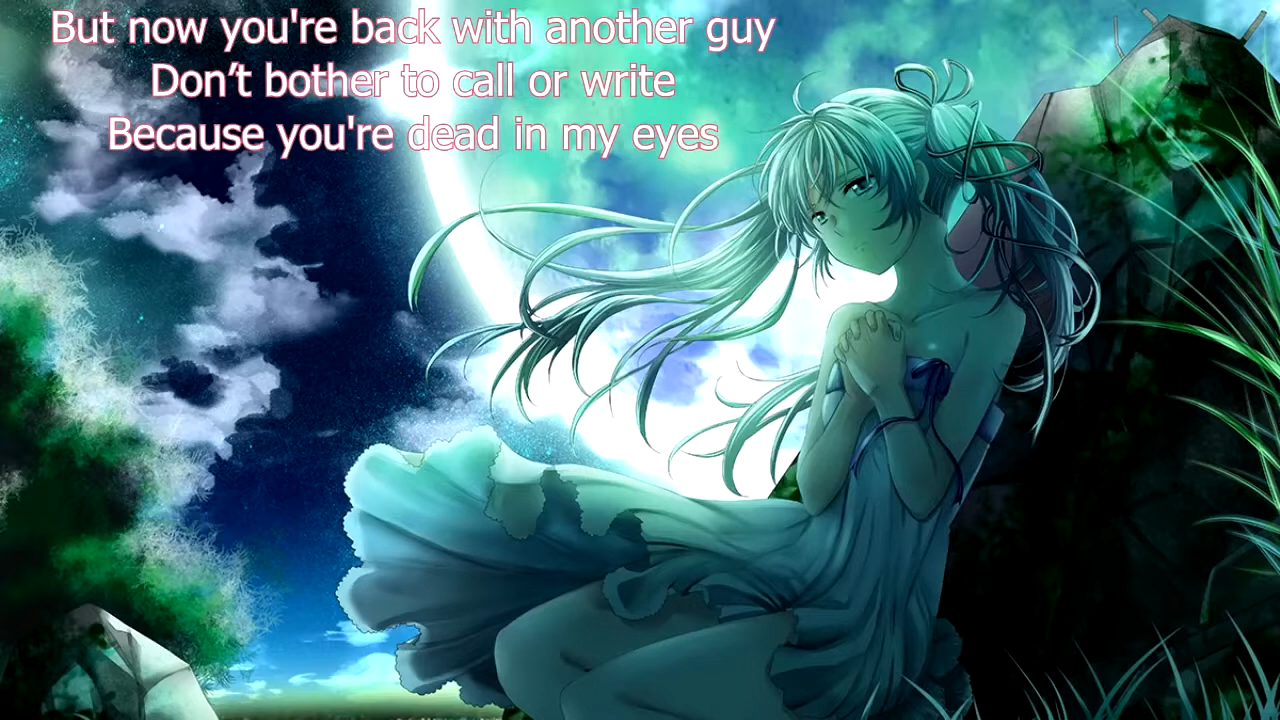 But now you're back with another guy
Don’t bother to call or write
Because you're dead in my eyes